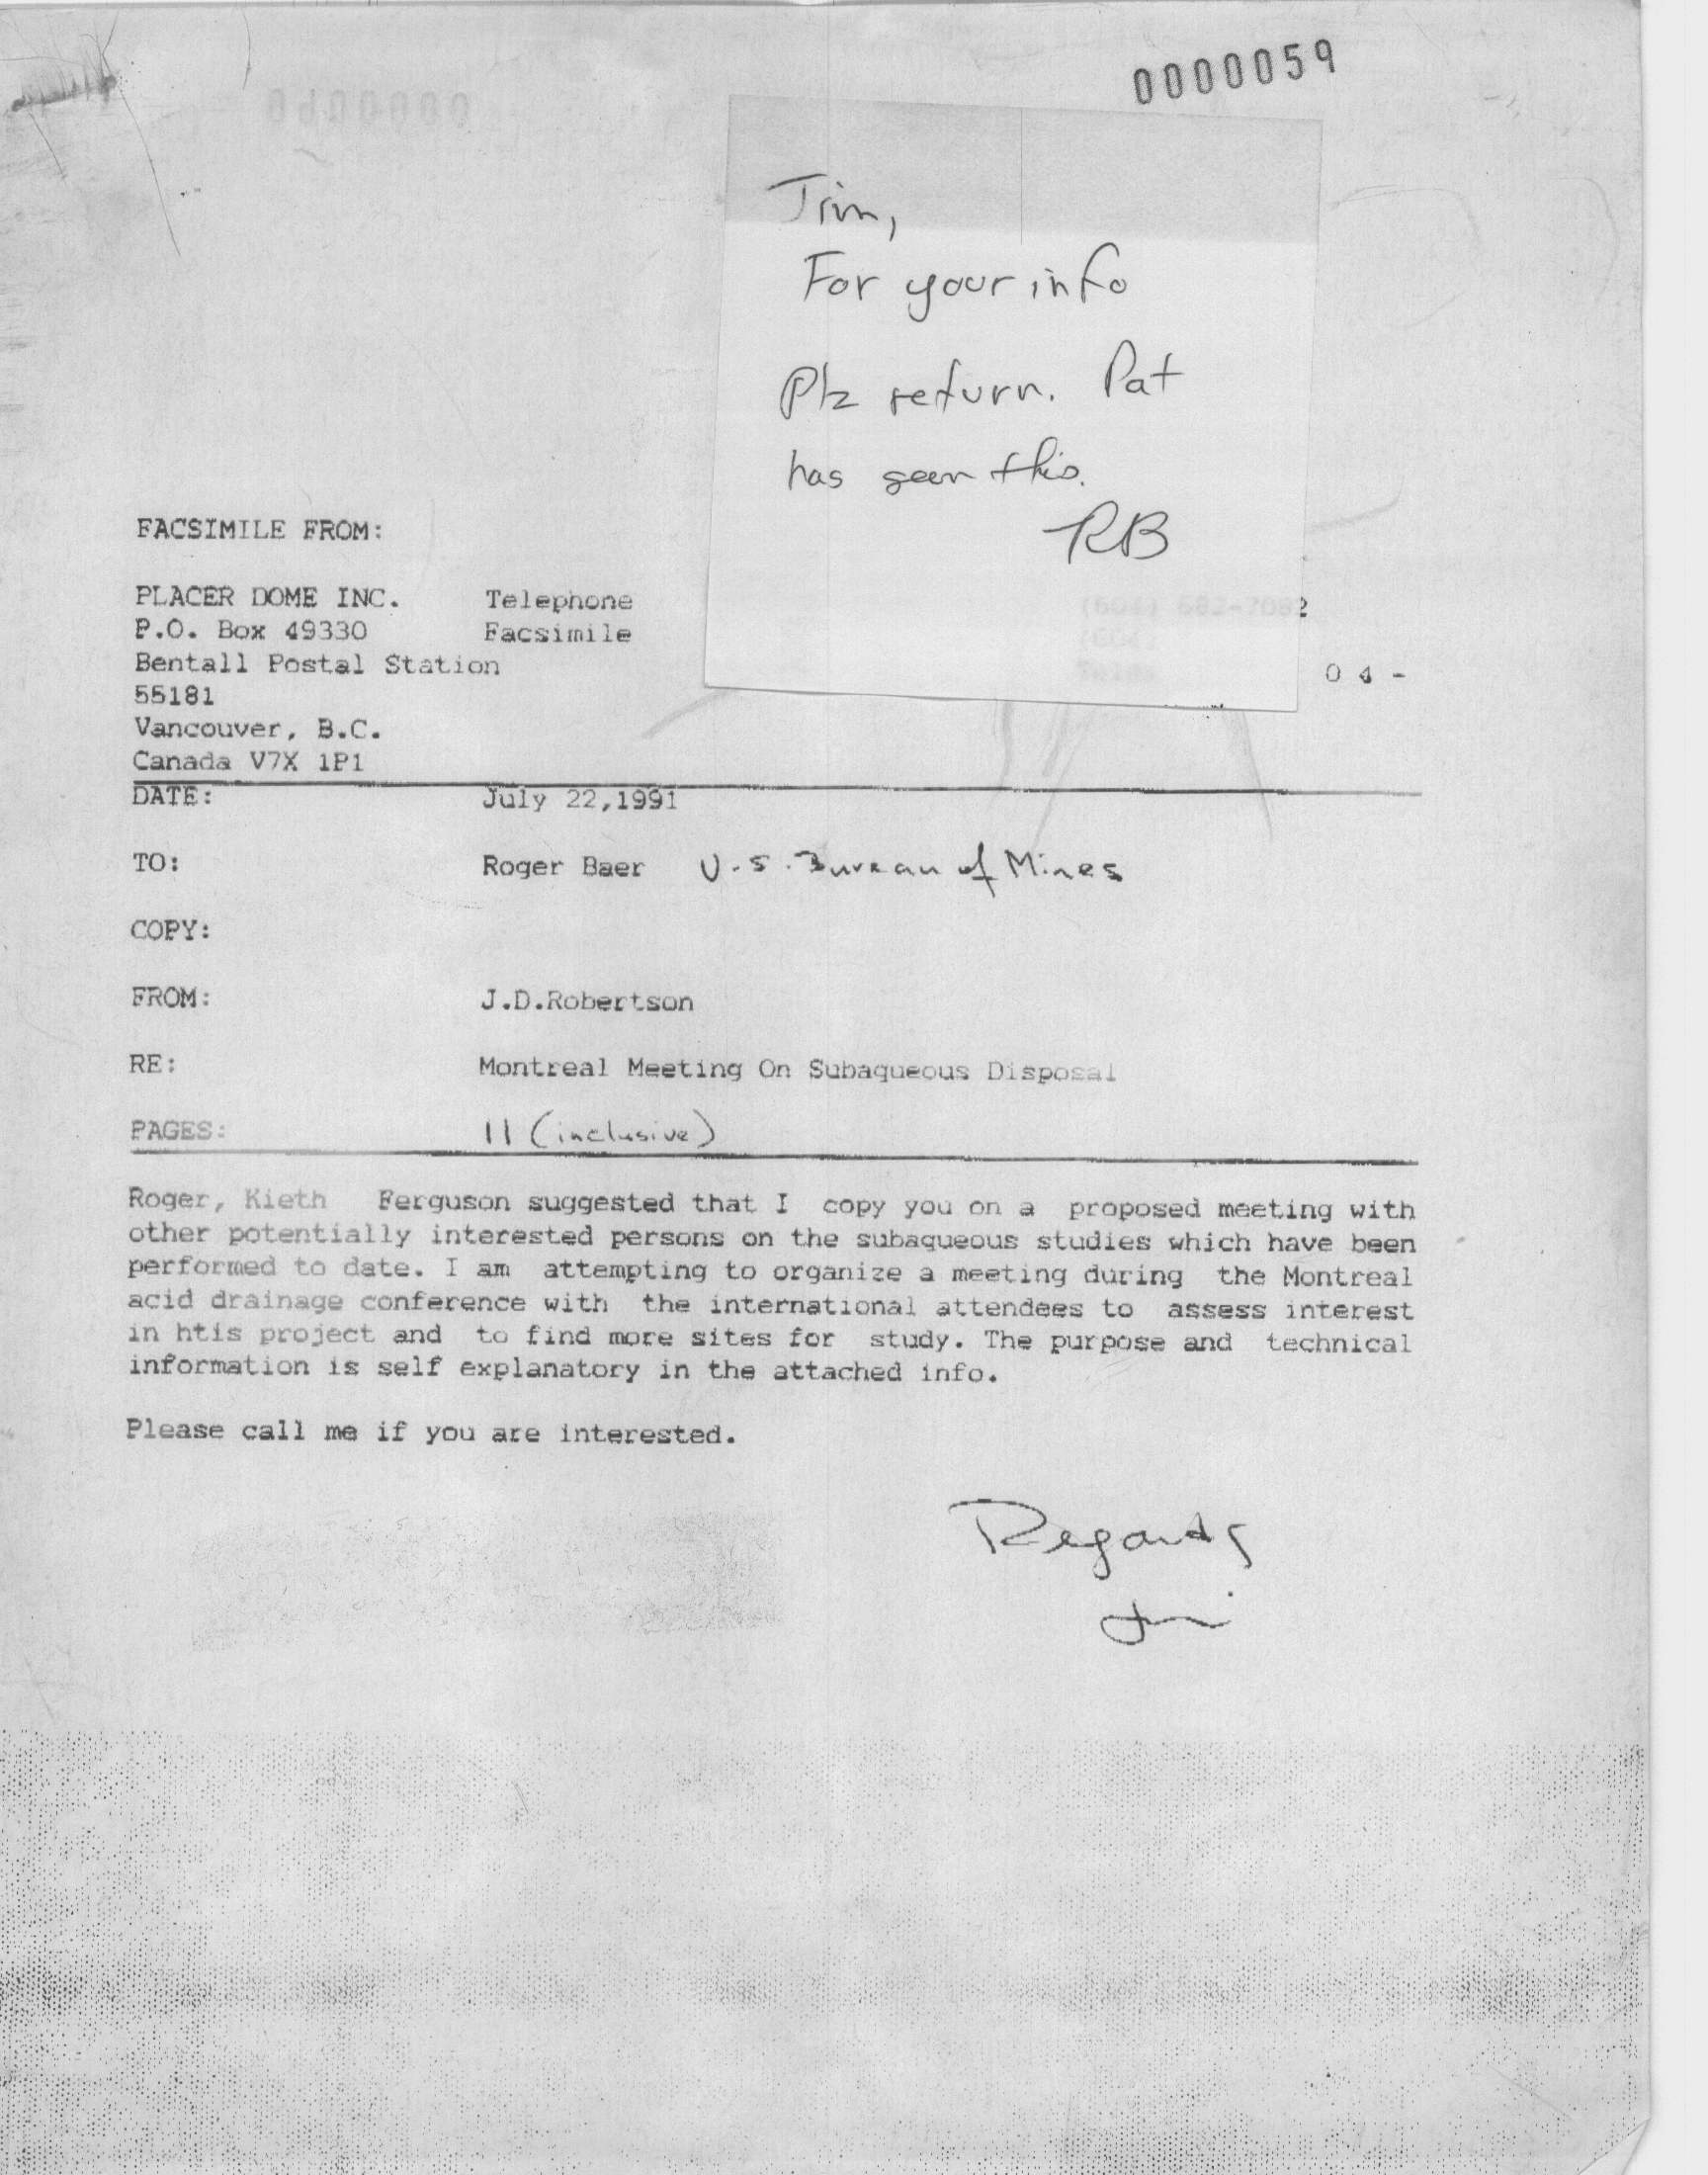 0000059
Jim,
For your info
Plz return. Pat
has seen this.
RB
FACSIMILE FROM:
PLACER DOME INC. Telephone
P.O. Box 49330 Facsimile
Bentall Postal Station
55181 0 4 -
Vancouver, B.C.
Canada V7X 1P1
DATE: July 22,1991
TO: Roger Baer U.S. Bureau of Mines
COPY:
FROM: J.D.Robertson
RE: Montreal Meeting On Subaqueous Disposal
PAGES: 11 (inclusive)
Roger, Kieth Ferguson suggested that I copy you on a proposed meeting with
other potentially interested persons on the subaqueous studies which have been
performed to date. I am attempting to organize a meeting during the Montreal
acid drainage conference with the international attendees to assess interest
in htis project and to find more sites for study. The purpose and technical
information is self explanatory in the attached info.
Please call me if you are interested.
Regards
Jim